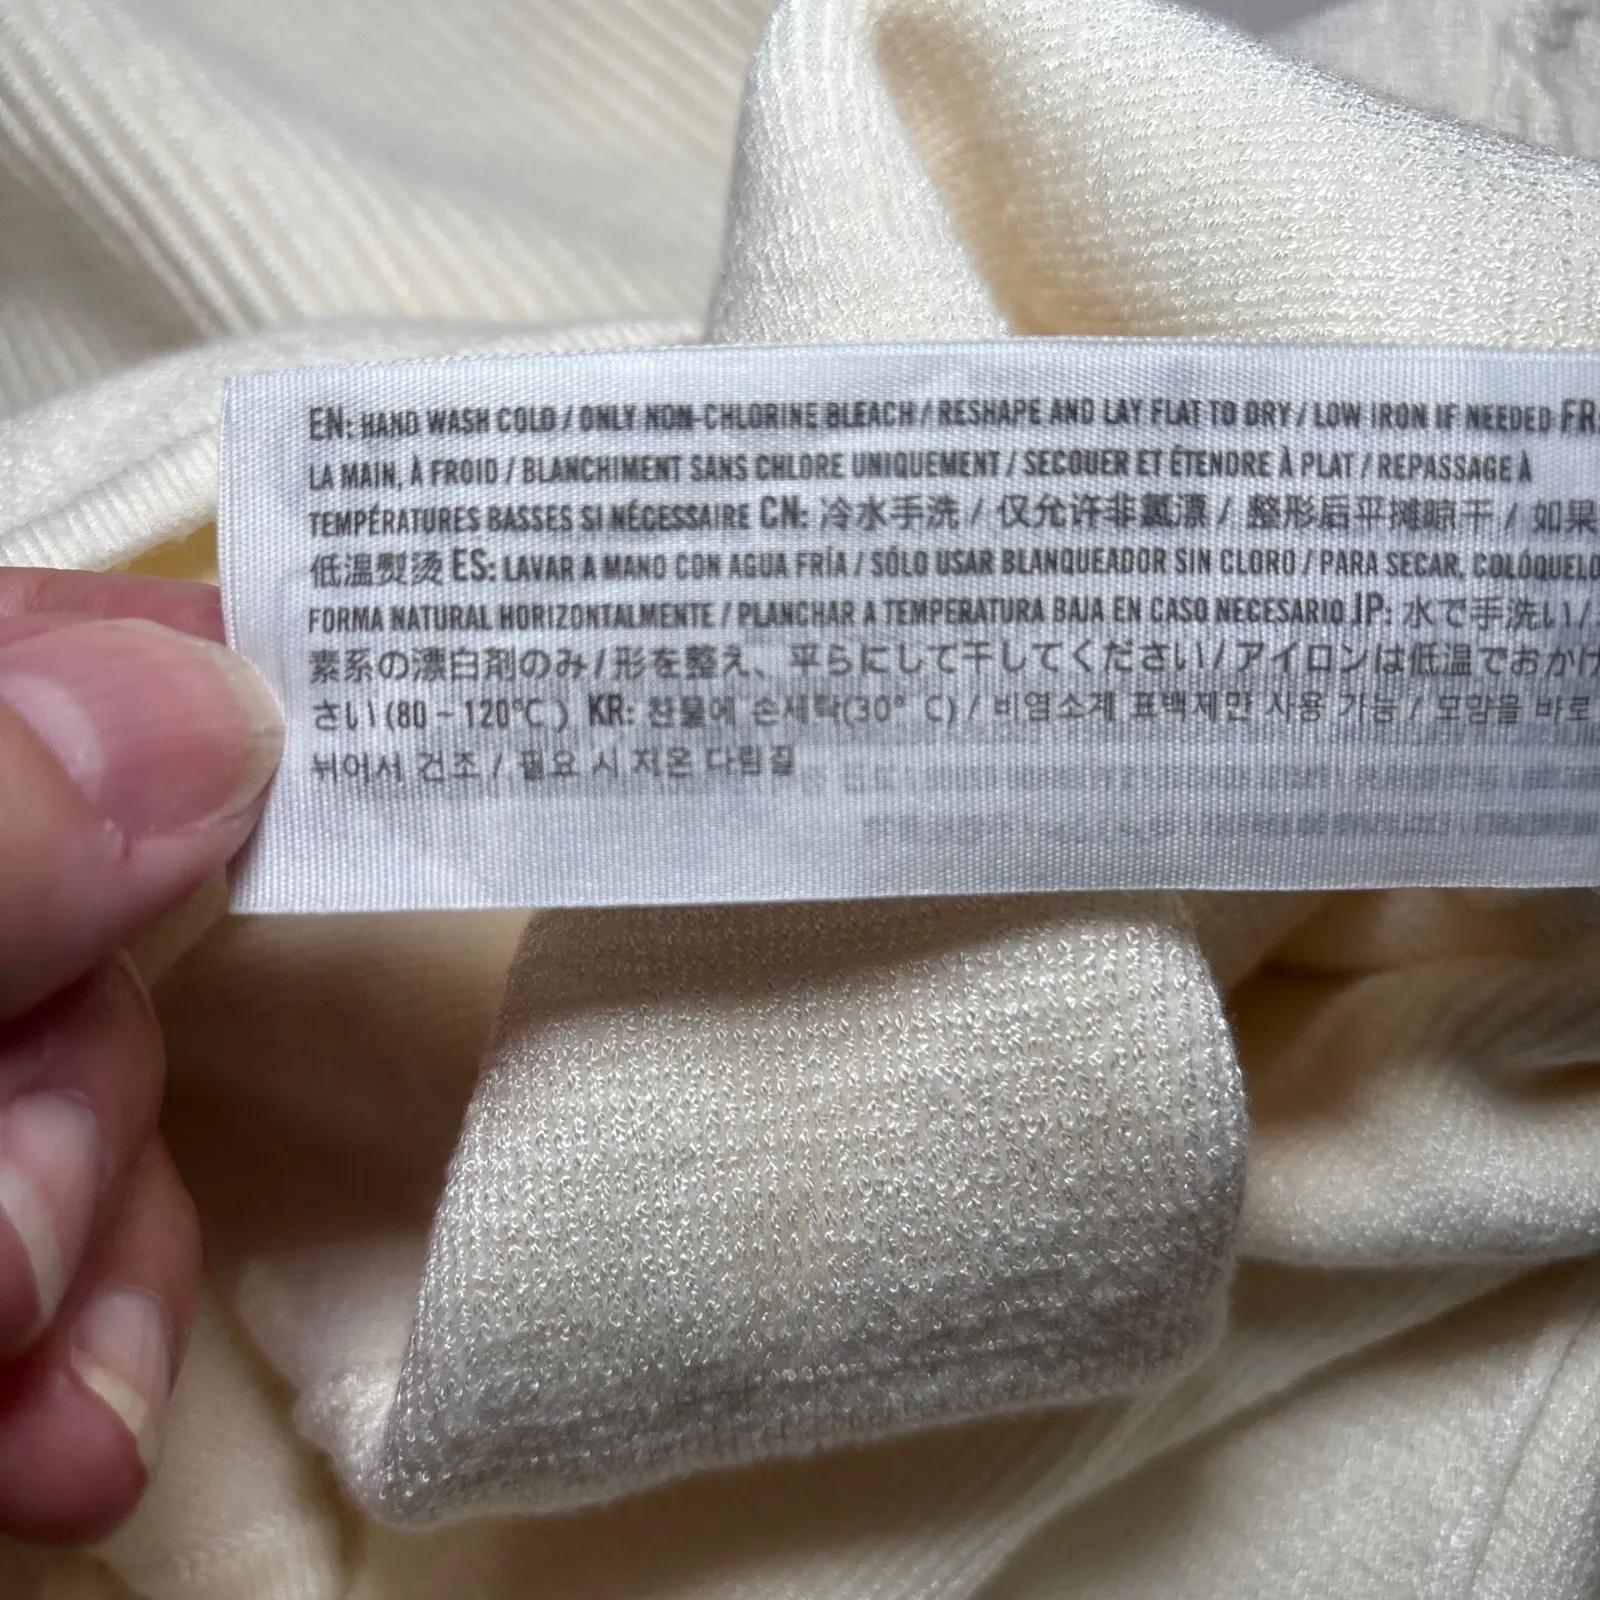 EN: HAND WASH COLD / ONLY NON-CHLORINE BLEACH / RESHAPE AND LAY FLAT TO DRY / LOW IRON IF NEEDED FR:
LA MAIN, À FROID / BLANCHIMENT SANS CHLORE UNIQUEMENT / SECOUER ET ÉTENDRE À PLAT / REPASSAGE À
TEMPÉRATURES BASSES SI NÉCESSAIRE CN: 冷水手洗 / 仅允许非氯漂 / 整形后平摊晾干 / 如果
低温熨烫 ES: LAVAR A MANO CON AGUA FRÍA / SÓLO USAR BLANQUEADOR SIN CLORO / PARA SECAR, COLÓQUELO
FORMA NATURAL HORIZONTALMENTE / PLANCHAR A TEMPERATURA BAJA EN CASO NECESARIO JP: 水で手洗い /
素系の漂白剤のみ / 形を整え、平らにして干してください / アイロンは低温でおかけ
さい (80 - 120℃) KR: 찬물에 손세탁(30° C) / 비염소계 표백제만 사용 가능 / 모양을 바로
뉘어서 건조 / 필요 시 저온 다림질